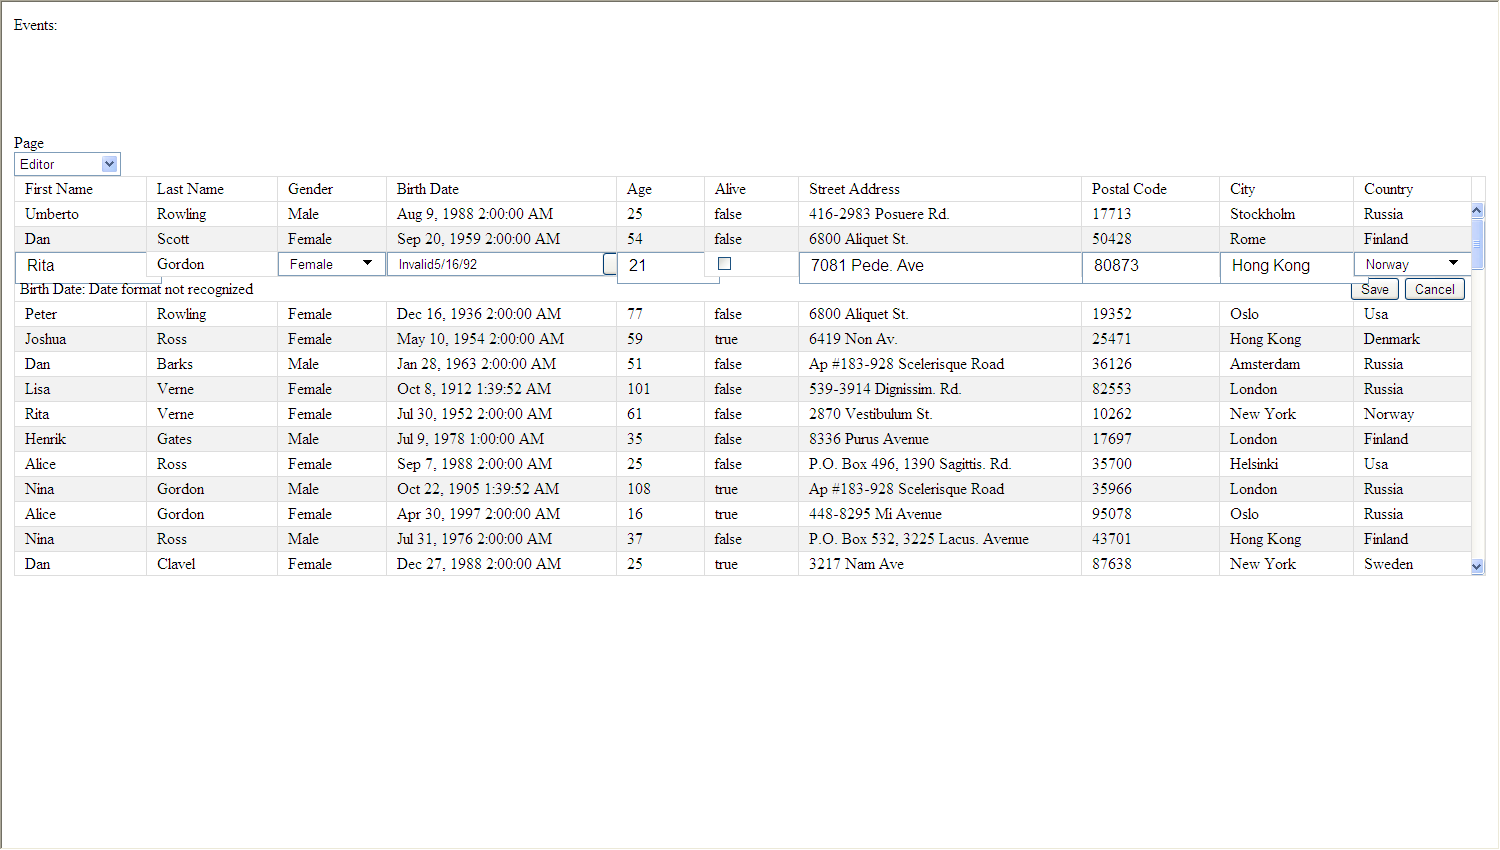 Events:
Page
Editor
First Name Last Name Gender Birth Date Age Alive Street Address Postal Code City Country
Umberto Rowling Male Aug 9, 1988 2:00:00 AM 25 false 416-2983 Posuere Rd. 17713 Stockholm Russia
Dan Scott Female Sep 20, 1959 2:00:00 AM 54 false 6800 Aliquet St. 50428 Rome Finland
Rita Gordon Female Invalid5/16/92 21 7081 Pede. Ave 80873 Hong Kong Norway
Birth Date: Date format not recognized Save Cancel
Peter Rowling Female Dec 16, 1936 2:00:00 AM 77 false 6800 Aliquet St. 19352 Oslo Usa
Joshua Ross Female May 10, 1954 2:00:00 AM 59 true 6419 Non Av. 25471 Hong Kong Denmark
Dan Barks Male Jan 28, 1963 2:00:00 AM 51 false Ap #183-928 Scelerisque Road 36126 Amsterdam Russia
Lisa Verne Female Oct 8, 1912 1:39:52 AM 101 false 539-3914 Dignissim. Rd. 82553 London Russia
Rita Verne Female Jul 30, 1952 2:00:00 AM 61 false 2870 Vestibulum St. 10262 New York Norway
Henrik Gates Male Jul 9, 1978 1:00:00 AM 35 false 8336 Purus Avenue 17697 London Finland
Alice Ross Female Sep 7, 1988 2:00:00 AM 25 false P.O. Box 496, 1390 Sagittis. Rd. 35700 Helsinki Usa
Nina Gordon Male Oct 22, 1905 1:39:52 AM 108 true Ap #183-928 Scelerisque Road 35966 London Russia
Alice Gordon Female Apr 30, 1997 2:00:00 AM 16 true 448-8295 Mi Avenue 95078 Oslo Russia
Nina Ross Male Jul 31, 1976 2:00:00 AM 37 false P.O. Box 532, 3225 Lacus. Avenue 43701 Hong Kong Finland
Dan Clavel Female Dec 27, 1988 2:00:00 AM 25 true 3217 Nam Ave 87638 New York Sweden